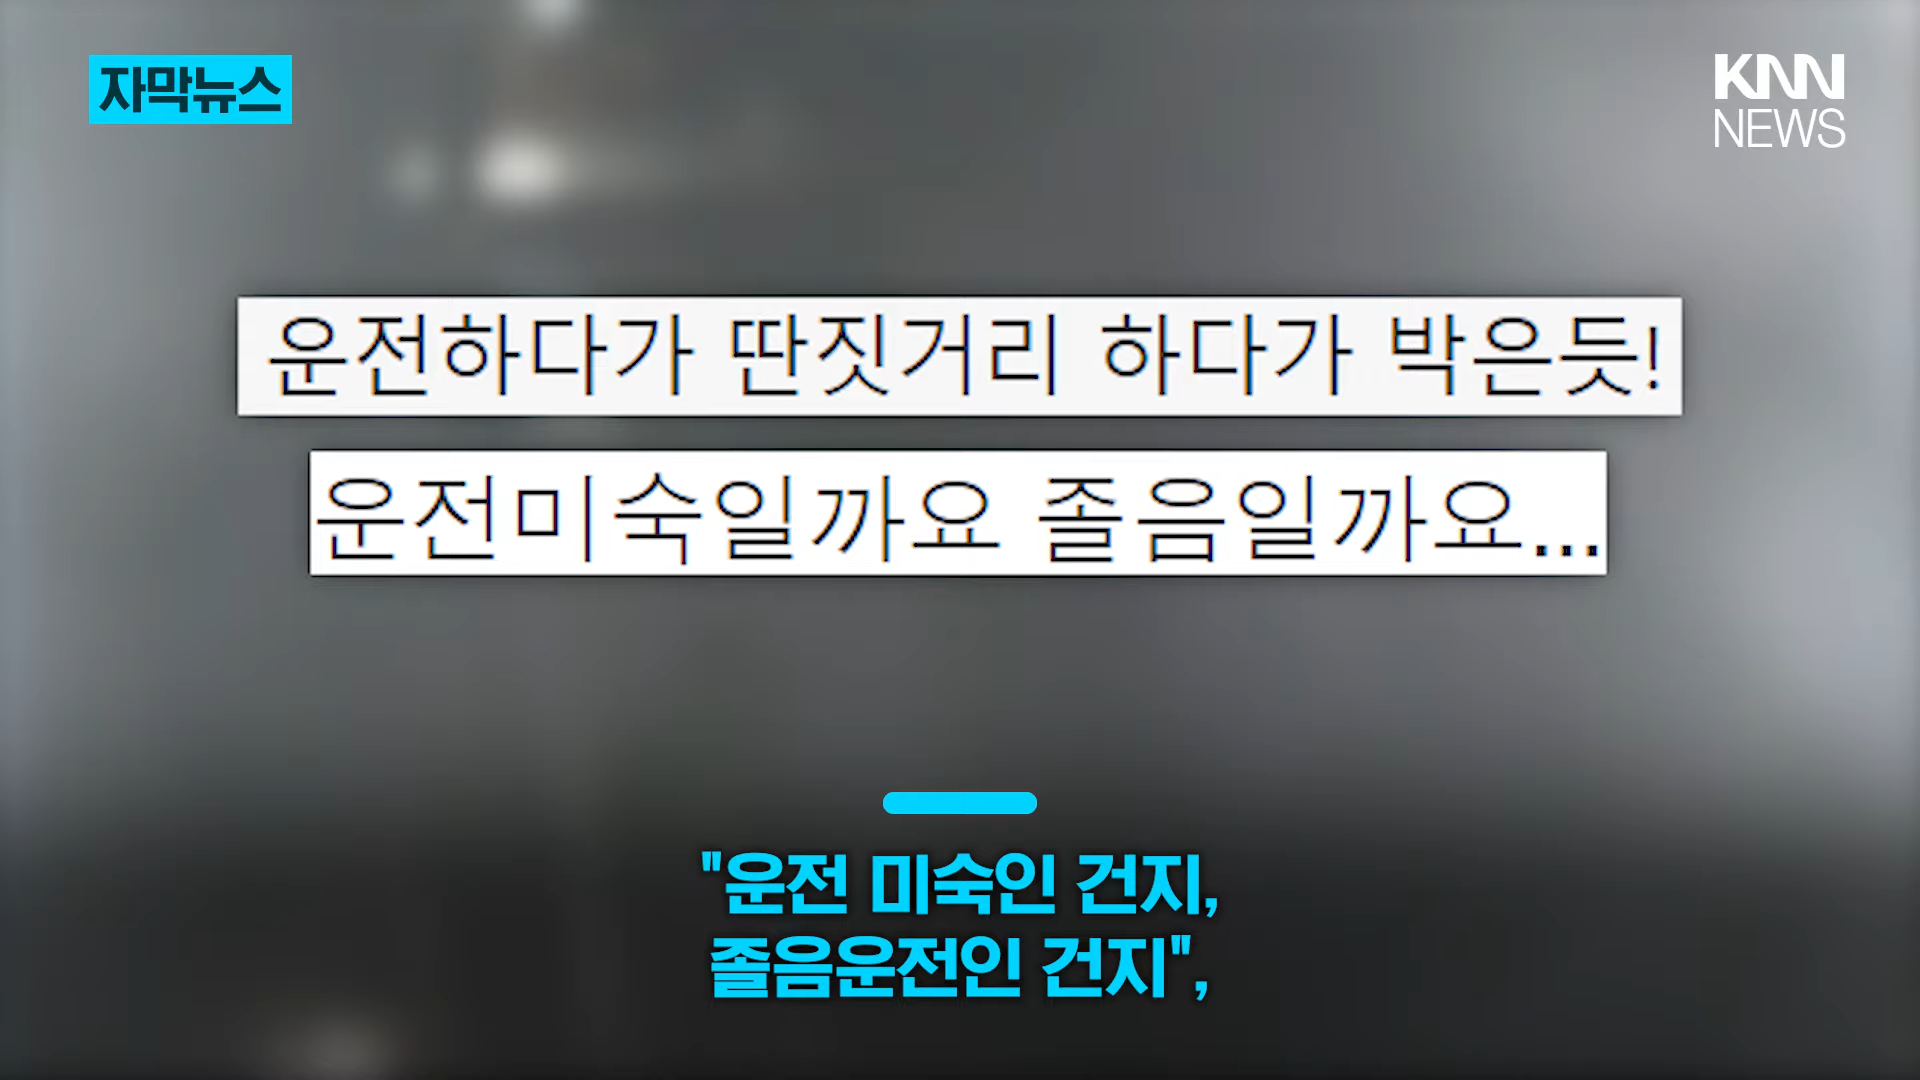 자막뉴스
KNN
NEWS
운전하다가 딴짓거리 하다가 박은듯!
운전미숙일까요 졸음일까요...
"운전 미숙인 건지,
졸음운전인 건지",